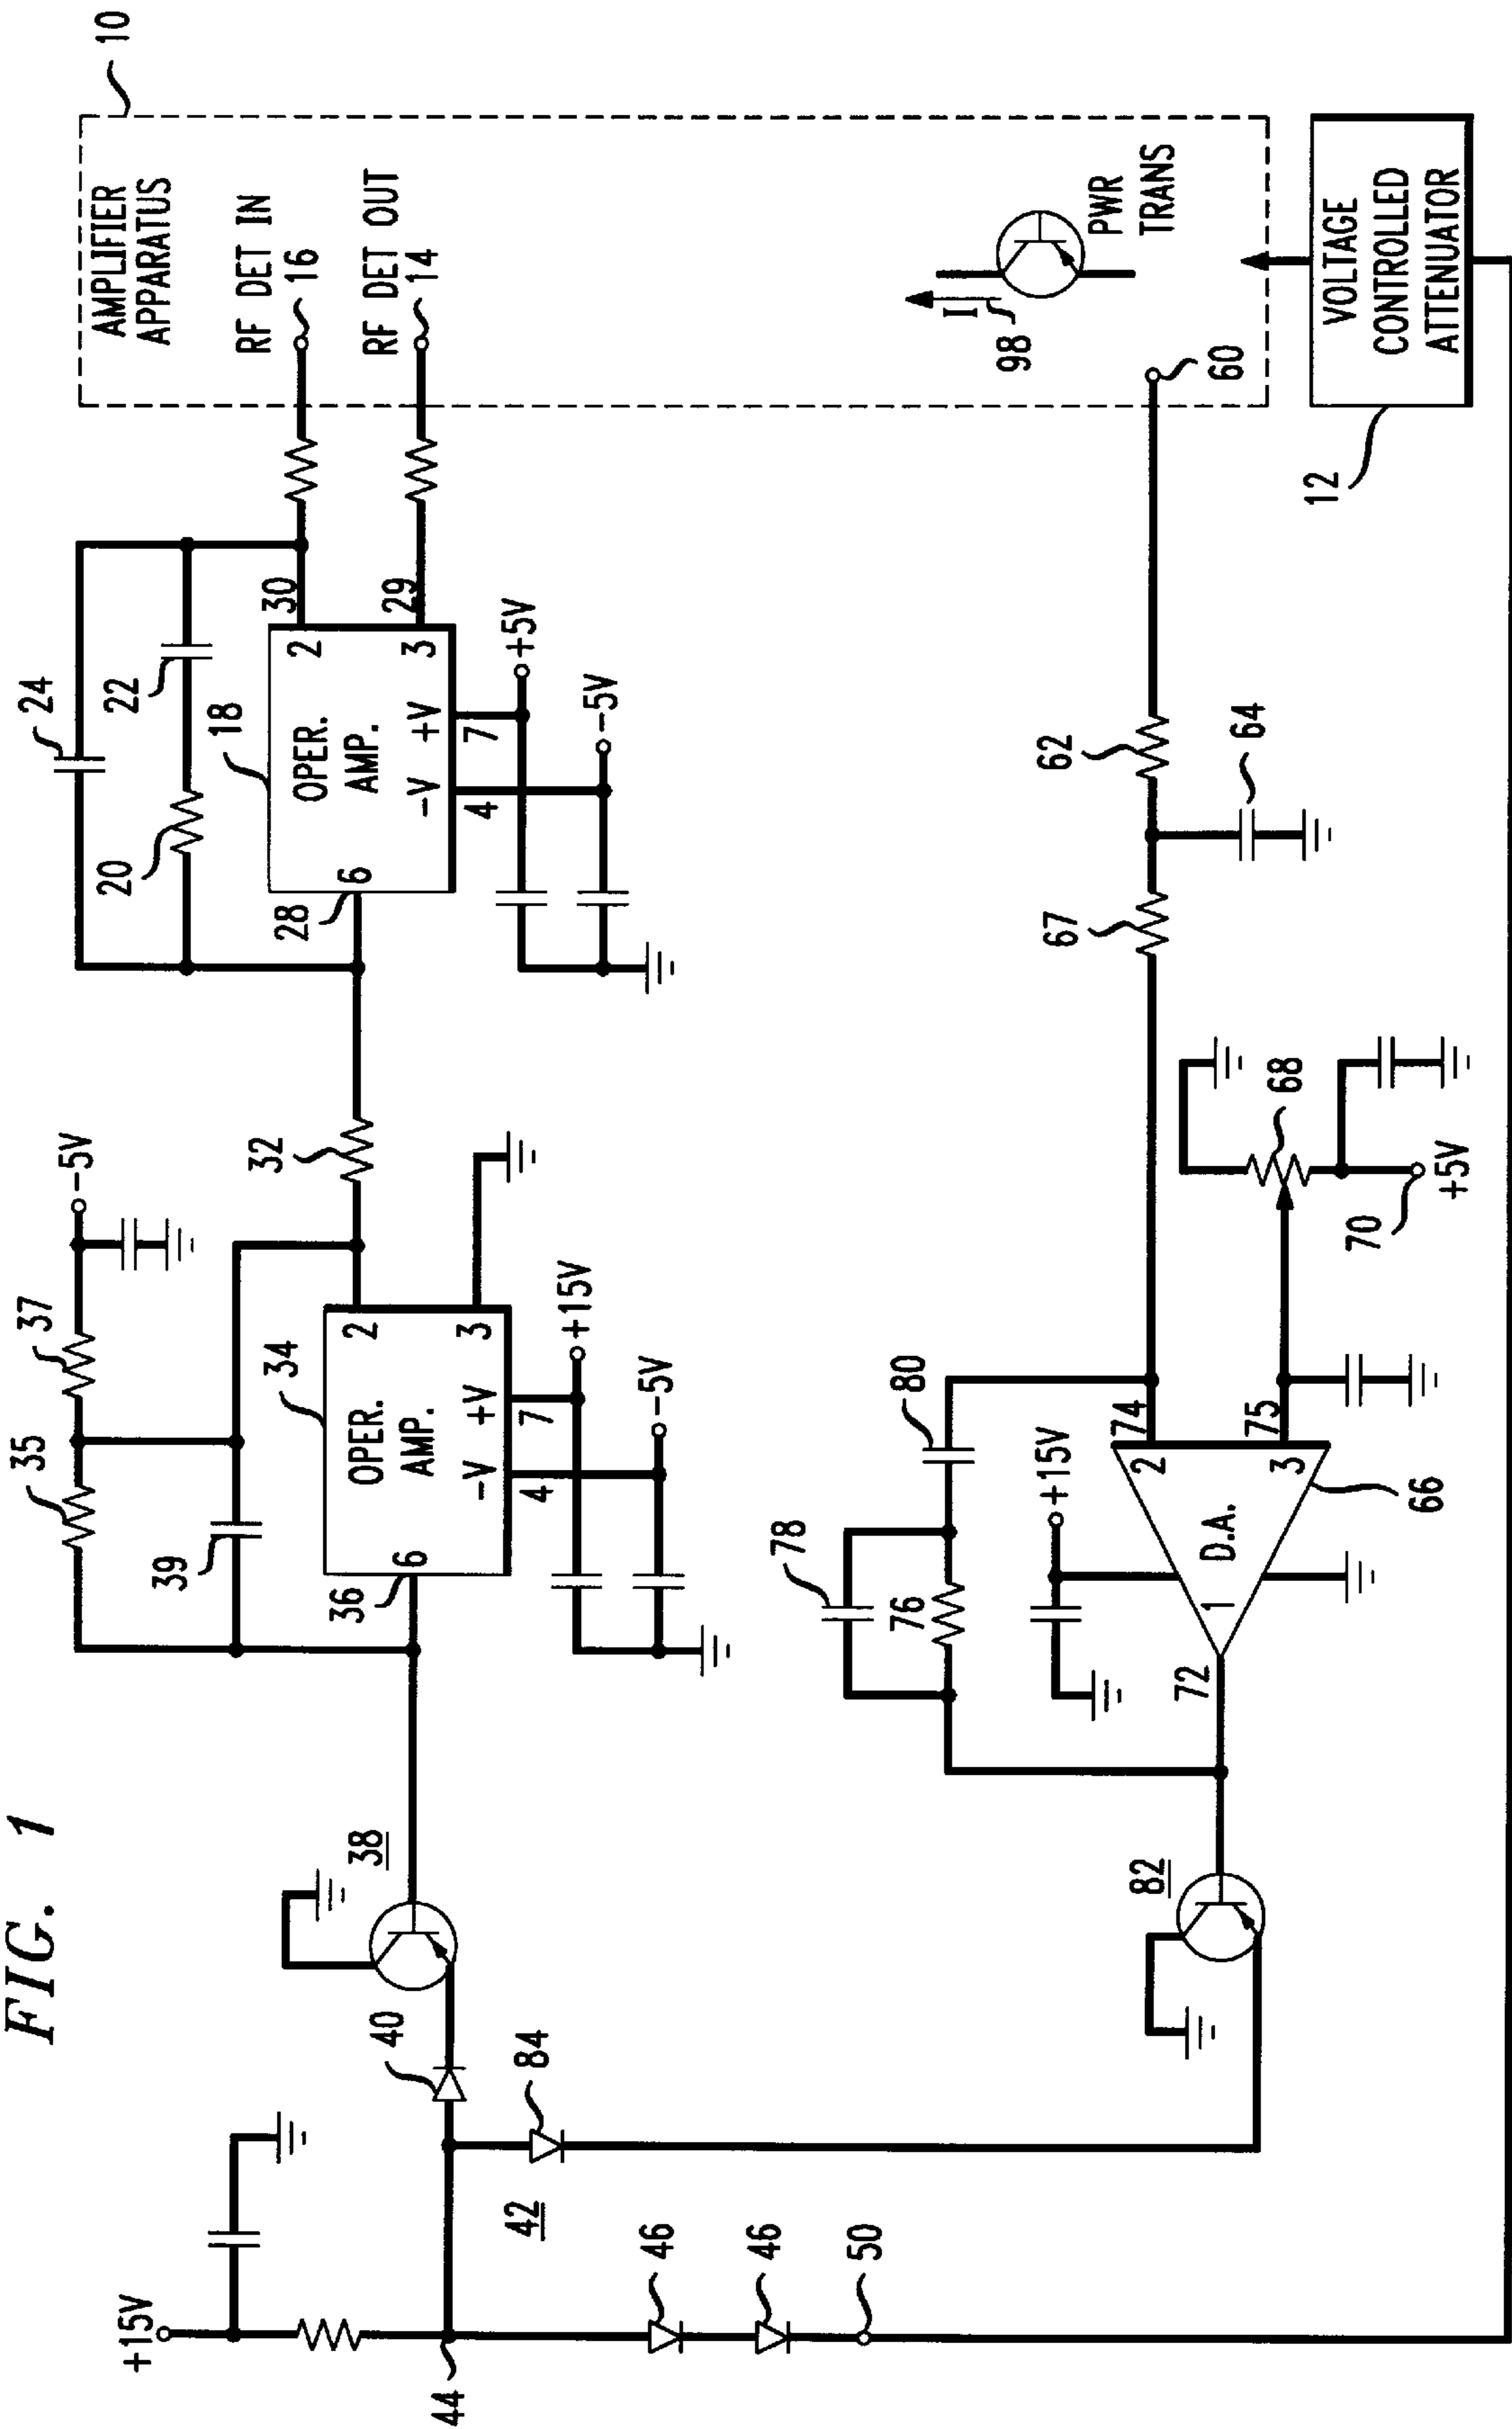 FIG. 1
10
AMPLIFIER
APPARATUS
RF DET IN
16
RF DET OUT
14
PWR
TRANS
I
98
60
VOLTAGE
CONTROLLED
ATTENUATOR
12
24
22
20
18
30
29
2
3
OPER.
AMP.
+V
-V
7
4
+5V
-5V
6
28
32
-5V
37
35
39
34
2
3
OPER.
AMP.
+V
-V
7
4
+15V
-5V
6
36
38
40
84
42
+15V
44
46
46
50
62
64
67
68
70
+5V
80
78
76
74
75
+15V
2
3
D.A.
1
66
72
82